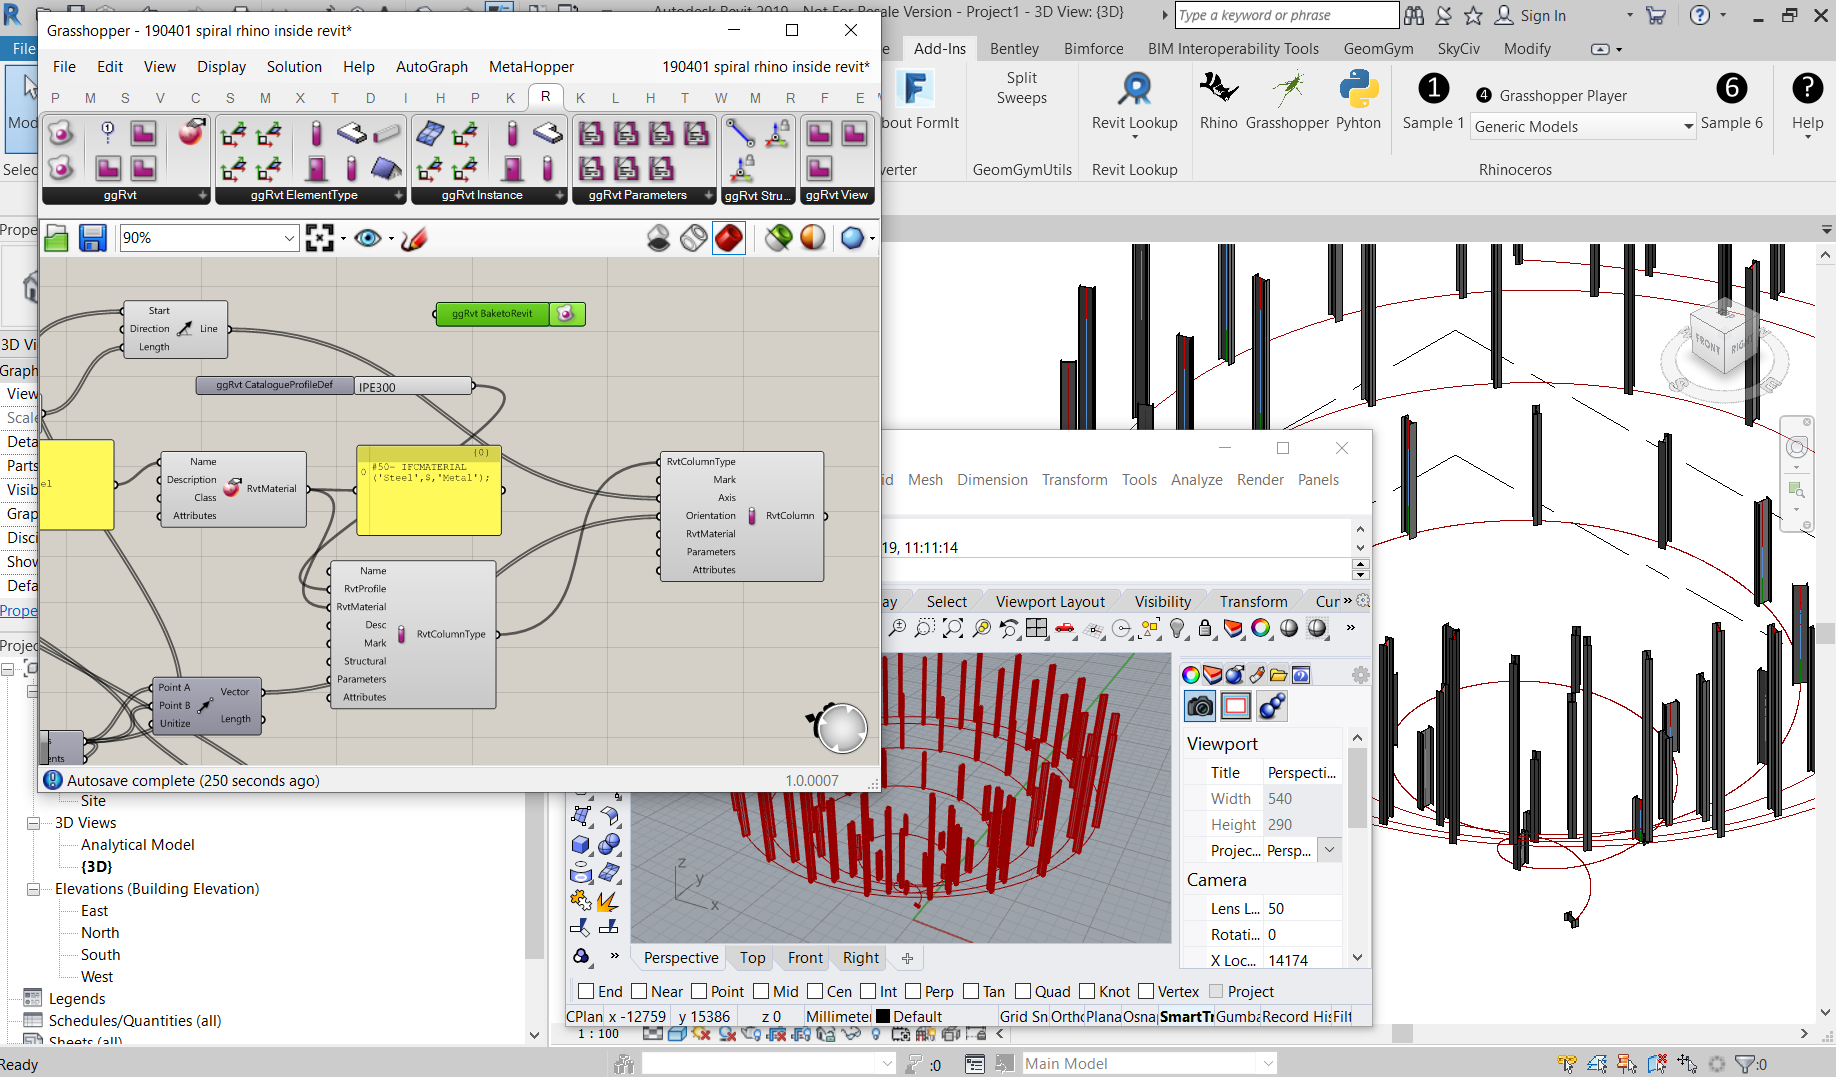 Autodesk Revit 2019 - Not For Resale Version - Project1 - 3D View: {3D}
Type a keyword or phrase
Sign In
Grasshopper - 190401 spiral rhino inside revit*
File
Add-Ins Bentley Bimforce BIM Interoperability Tools GeomGym SkyCiv Modify
File Edit View Display Solution Help AutoGraph MetaHopper 190401 spiral rhino inside revit*
P M S V C S M X T D I H P K R K L H T W M R F E
Split
Sweeps
bout FormIt
Revit Lookup
Rhino Grasshopper Pyhton
1
Sample 1
4 Grasshopper Player
Generic Models
6
Sample 6
?
Help
verter
GeomGymUtils
Revit Lookup
Rhinoceros
Mod
Selec
ggRvt ggRvt ElementType ggRvt Instance ggRvt Parameters ggRvt Stru... ggRvt View
Prope
90%
Start
Direction Line
Length
ggRvt BaketoRevit
ggRvt CatalogueProfileDef IPE300
3D Vi
Graph
View
Scale
Deta
Parts
Visib
Grap
Disci
Show
Defa
Prope
Projec
el
Name
Description
Class
Attributes
RvtMaterial
{0}
0 #50= IFCMATERIAL
('Steel',$,'Metal');
RvtColumnType
Mark
Axis
Orientation RvtColumn
RvtMaterial
Parameters
Attributes
Name
RvtProfile
RvtMaterial
Desc
Mark
Structural
Parameters
Attributes
RvtColumnType
Point A
Point B
Unitize
Vector
Length
s
ents
Autosave complete (250 seconds ago) 1.0.0007
Site
3D Views
Analytical Model
{3D}
Elevations (Building Elevation)
East
North
South
West
Legends
Schedules/Quantities (all)
Sheets (all)
id Mesh Dimension Transform Tools Analyze Render Panels
19, 11:11:14
ay Select Viewport Layout Visibility Transform Cur »
»
z
y
x
Viewport
Title Perspecti...
Width 540
Height 290
Projec... Persp...
Camera
Lens L... 50
Rotati... 0
X Loc... 14174
»
Perspective Top Front Right
End Near Point Mid Cen Int Perp Tan Quad Knot Vertex Project
CPlan x -12759 y 15386 z 0 Millimete Default Grid Sn Ortho Plana Osna SmartTr Gumba Record His Filt
1 : 100
FRONT
S
E
Ready
:0
Main Model
:0